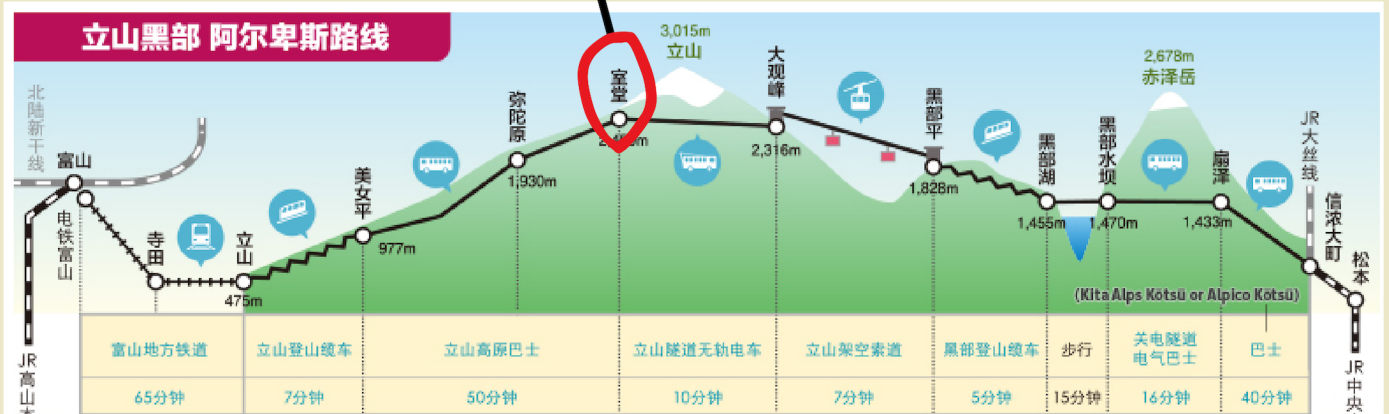 立山黑部 阿尔卑斯路线
北陆新干线
富山
电铁富山
寺田
立山
475m
美女平
977m
弥陀原
1,930m
室堂
3,015m
立山
大观峰
2,316m
黑部平
1,828m
黑部湖
1,455m
黑部水坝
1,470m
2,678m
赤泽岳
扇泽
1,433m
JR大丝线
信浓大町
松本
(Kita Alps Kōtsū or Alpico Kōtsū)
JR高山本
JR中央
富山地方铁道
立山登山缆车
立山高原巴士
立山隧道无轨电车
立山架空索道
黑部登山缆车
步行
关电隧道
电气巴士
巴士
65分钟
7分钟
50分钟
10分钟
7分钟
5分钟
15分钟
16分钟
40分钟